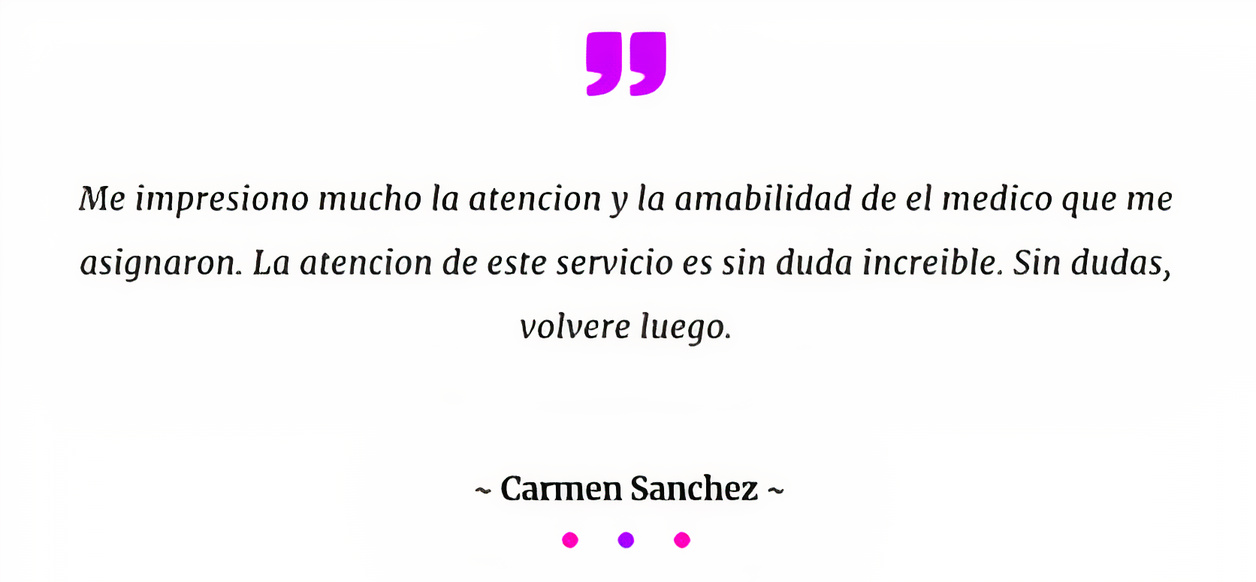 ”
Me impresiono mucho la atencion y la amabilidad de el medico que me
asignaron. La atencion de este servicio es sin duda increible. Sin dudas,
volvere luego.
~ Carmen Sanchez ~